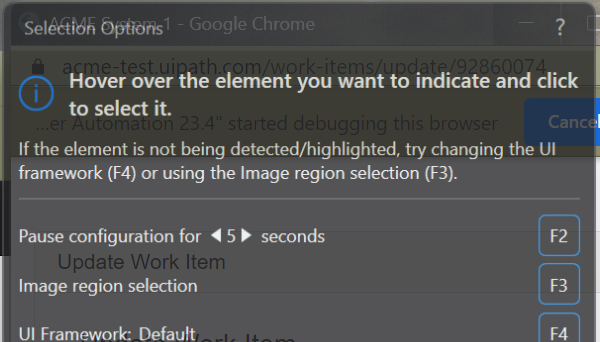 ACME System 1 - Google Chrome
Selection Options
?
acme-test.uipath.com/work-items/update/92860074
Hover over the element you want to indicate and click
to select it.
...er Automation 23.4" started debugging this browser
Cancel
If the element is not being detected/highlighted, try changing the UI
framework (F4) or using the Image region selection (F3).
Pause configuration for 5 seconds
F2
Update Work Item
Image region selection
F3
UI Framework: Default
F4
Work Item